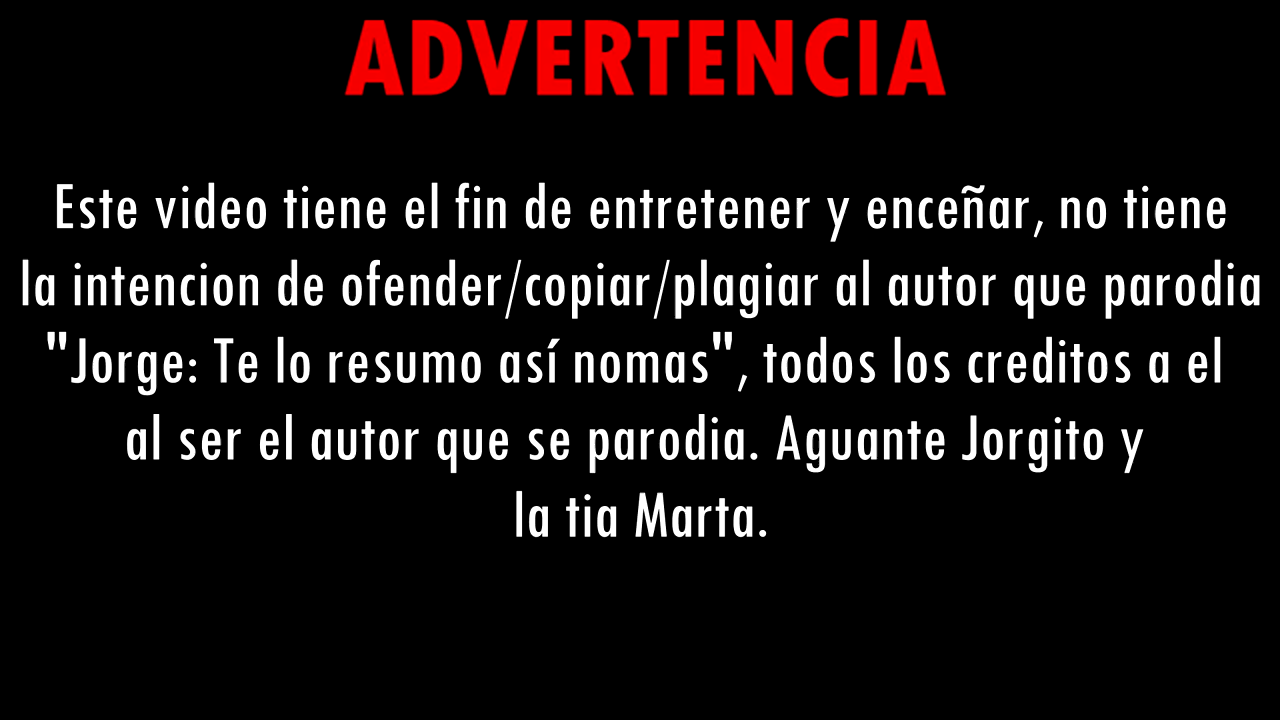 ADVERTENCIA
Este video tiene el fin de entretener y enceñar, no tiene
la intencion de ofender/copiar/plagiar al autor que parodia
"Jorge: Te lo resumo así nomas", todos los creditos a el
al ser el autor que se parodia. Aguante Jorgito y
la tia Marta.